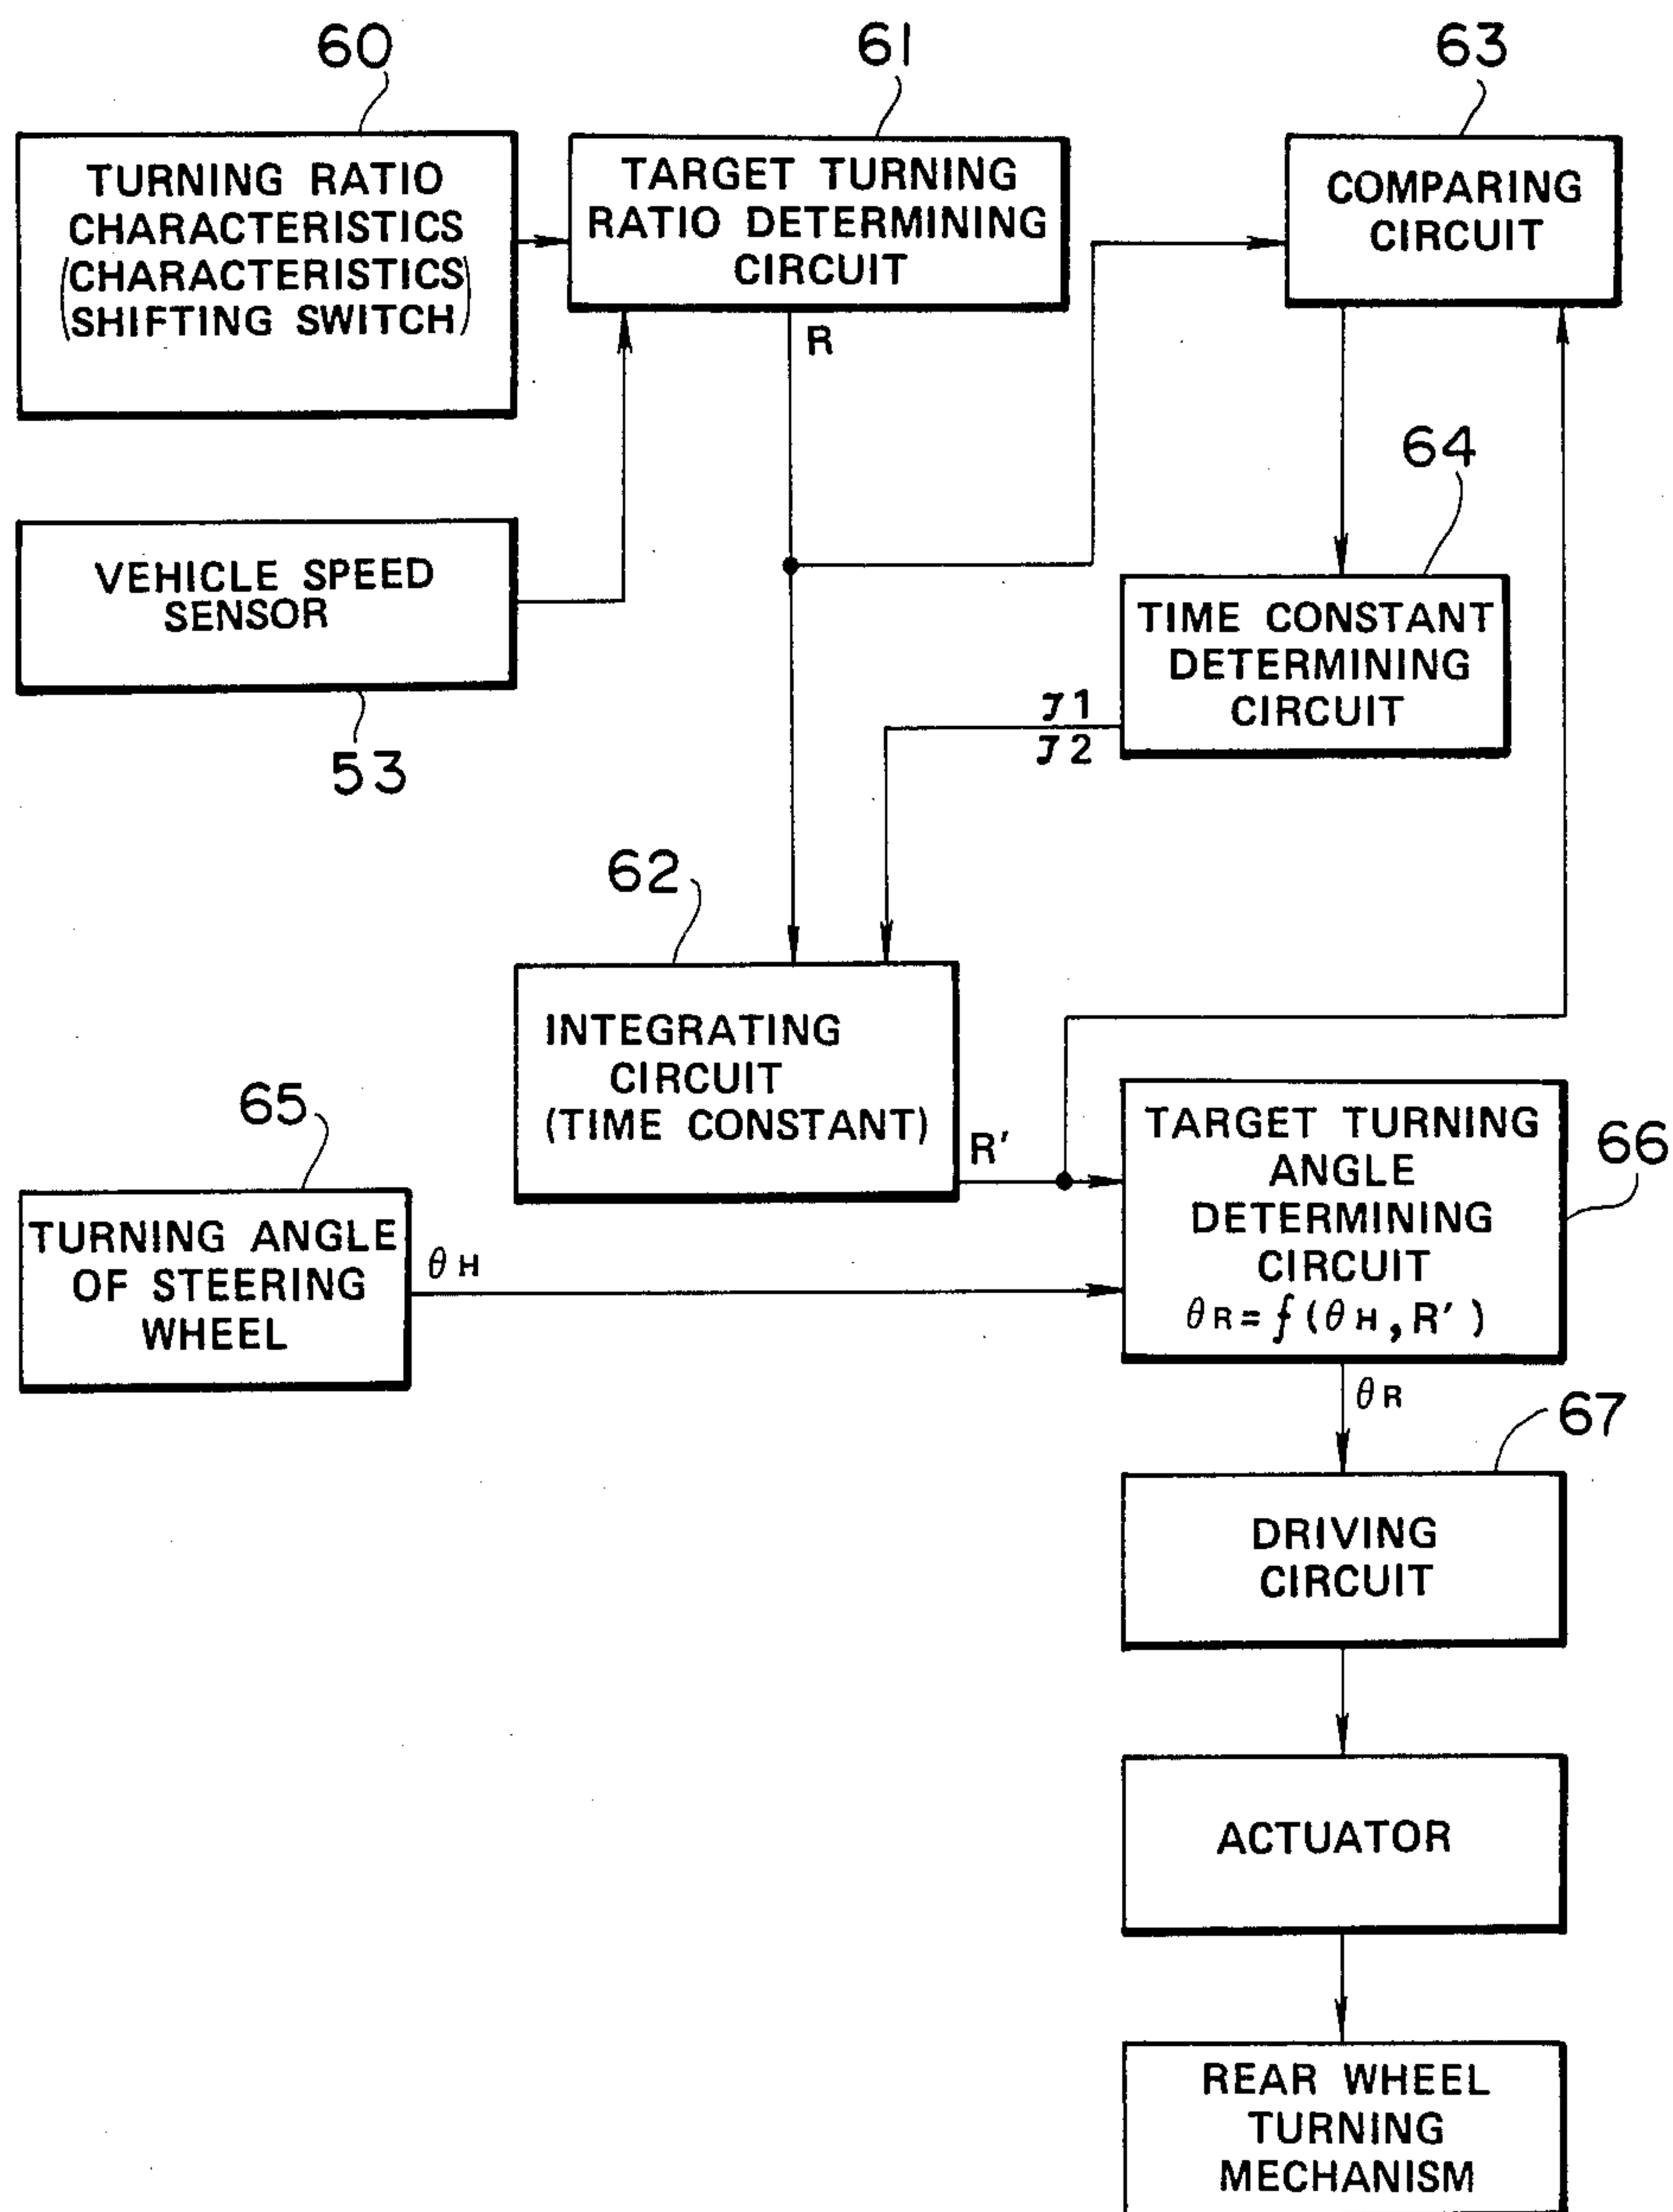 60
61
63
TURNING RATIO
CHARACTERISTICS
(CHARACTERISTICS
SHIFTING SWITCH)
TARGET TURNING
RATIO DETERMINING
CIRCUIT
COMPARING
CIRCUIT
R
64
VEHICLE SPEED
SENSOR
53
TIME CONSTANT
DETERMINING
CIRCUIT
τ1
τ2
62
INTEGRATING
CIRCUIT
(TIME CONSTANT)
R'
65
TURNING ANGLE
OF STEERING
WHEEL
θH
TARGET TURNING
ANGLE
DETERMINING
CIRCUIT
θR=f(θH,R')
66
θR
67
DRIVING
CIRCUIT
ACTUATOR
REAR WHEEL
TURNING
MECHANISM